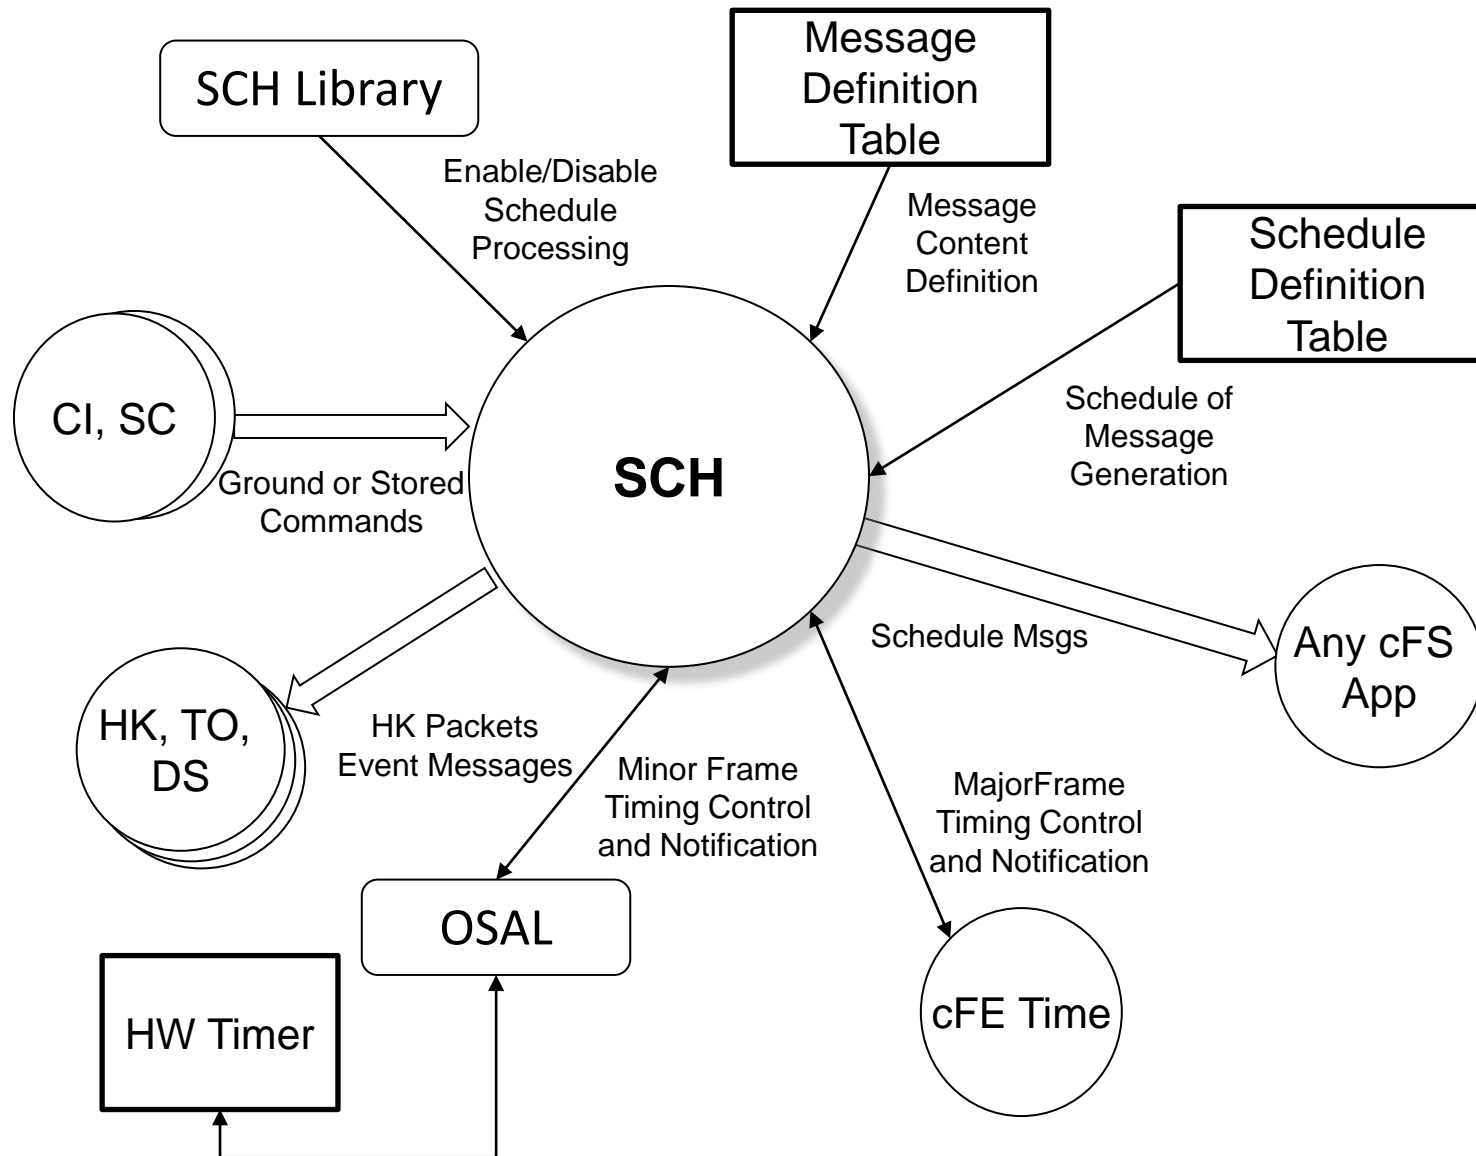 SCH Library
Message
Definition
Table
Enable/Disable
Schedule
Processing
Message
Content
Definition
Schedule
Definition
Table
CI, SC
Ground or Stored
Commands
SCH
Schedule of
Message
Generation
Schedule Msgs
Any cFS
App
HK, TO,
DS
HK Packets
Event Messages
Minor Frame
Timing Control
and Notification
MajorFrame
Timing Control
and Notification
OSAL
HW Timer
cFE Time